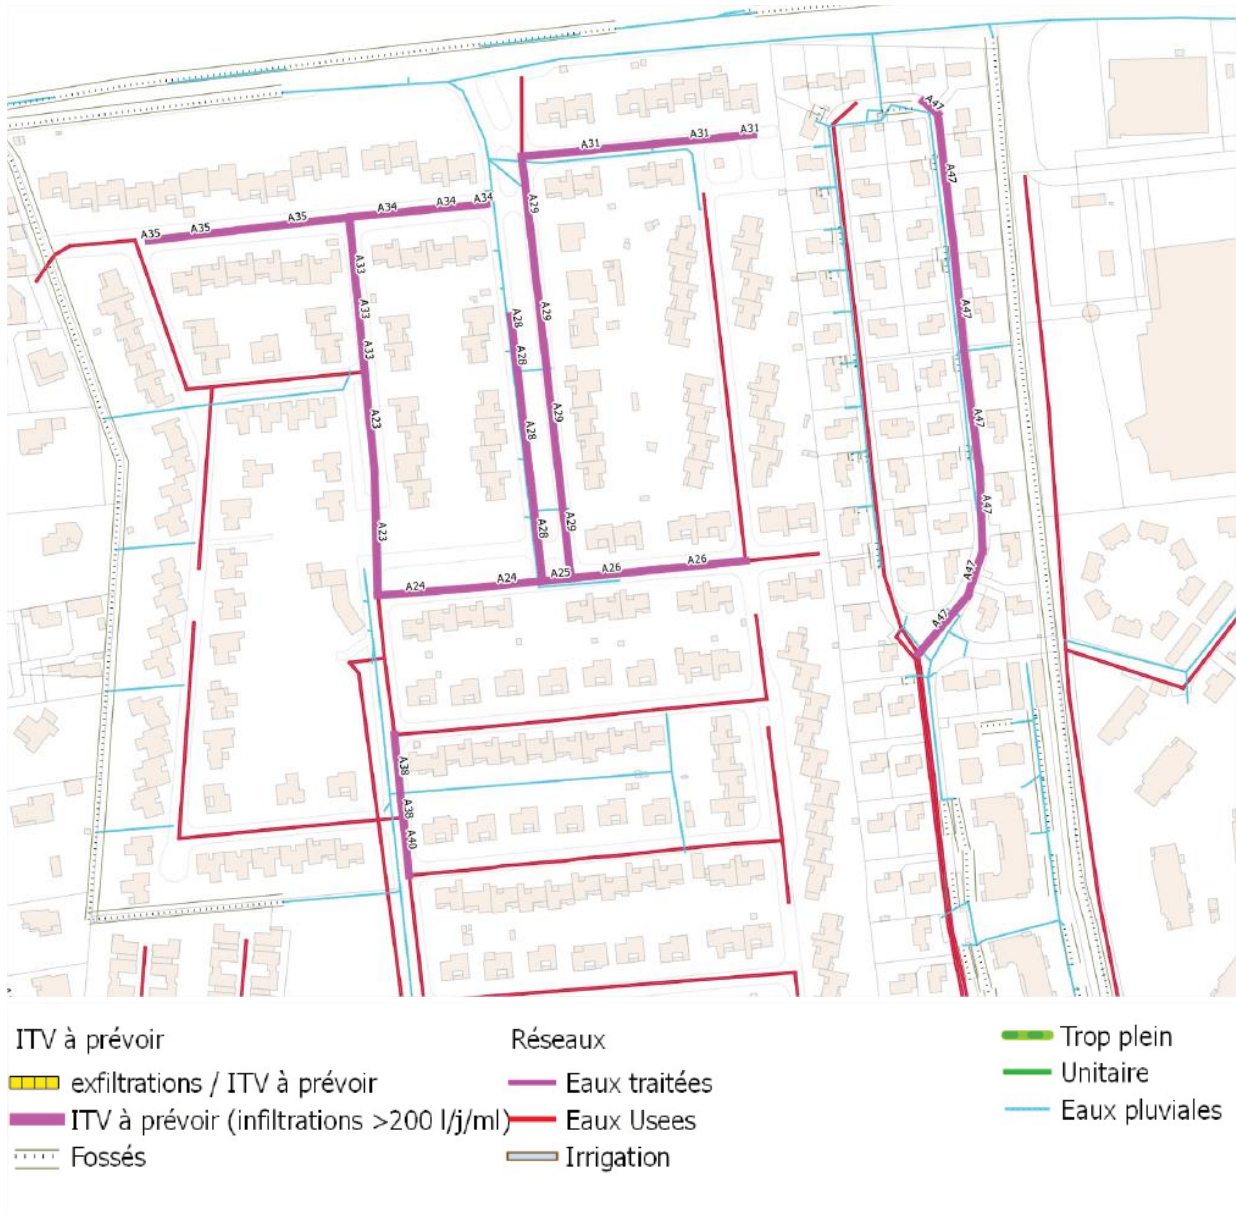 A47
A47
A31
A31
A31
A47
A29
A34
A34
A34
A35
A35
A35
A33
A29
A28
A33
A47
A28
A33
A23
A28
A29
A47
A47
A29
A28
A23
A24
A24
A25
A26
A26
A47
A47
A38
A38
A40
ITV à prévoir
exfiltrations / ITV à prévoir
ITV à prévoir (infiltrations >200 l/j/ml)
Fossés
Réseaux
Eaux traitées
Eaux Usees
Irrigation
Trop plein
Unitaire
Eaux pluviales